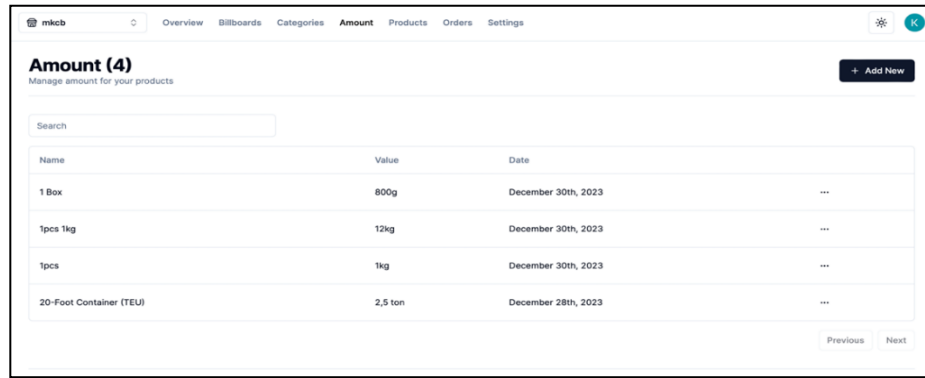 mkcb Overview Billboards Categories Amount Products Orders Settings K
Amount (4)
Manage amount for your products
+ Add New
Search
Name Value Date
1 Box 800g December 30th, 2023 ...
1pcs 1kg 12kg December 30th, 2023 ...
1pcs 1kg December 30th, 2023 ...
20-Foot Container (TEU) 2,5 ton December 28th, 2023 ...
Previous Next